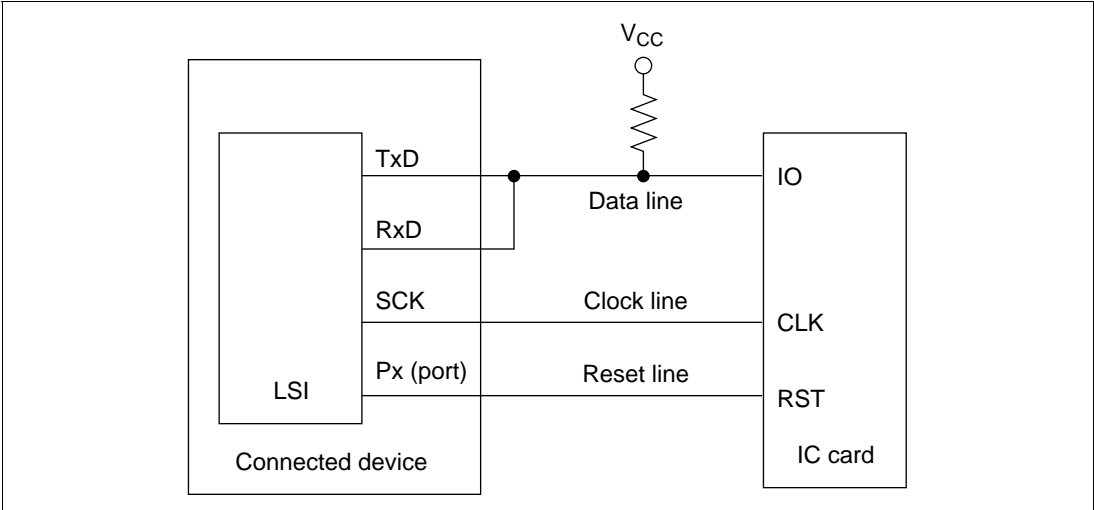 VCC
TxD
IO
Data line
RxD
SCK
Clock line
CLK
Px (port)
Reset line
RST
LSI
Connected device
IC card